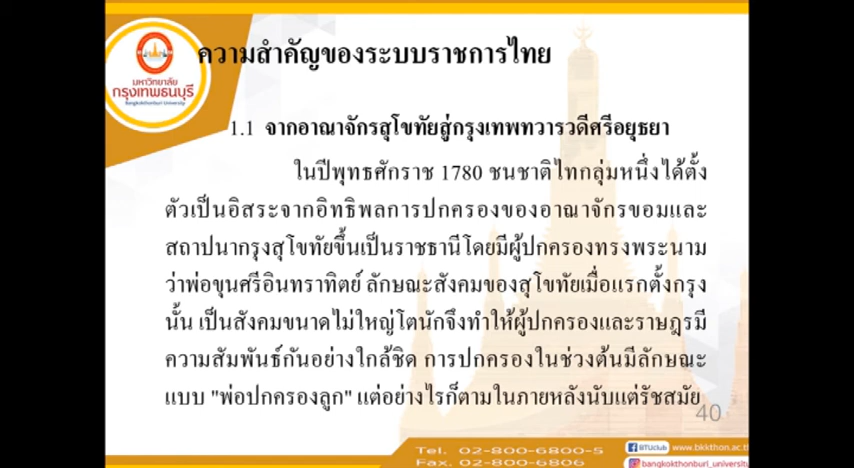 ความสำคัญของระบบราชการไทย
มหาวิทยาลัย
กรุงเทพธนบุรี
Bangkokthonburi University
1.1 จากอาณาจักรสุโขทัยสู่กรุงเทพทวารวดีศรีอยุธยา
ในปีพุทธศักราช 1780 ชนชาติไทกลุ่มหนึ่งได้ตั้ง
ตัวเป็นอิสระจากอิทธิพลการปกครองของอาณาจักรขอมและ
สถาปนากรุงสุโขทัยขึ้นเป็นราชธานีโดยมีผู้ปกครองทรงพระนาม
ว่าพ่อขุนศรีอินทราทิตย์ ลักษณะสังคมของสุโขทัยเมื่อแรกตั้งกรุง
นั้น เป็นสังคมขนาดไม่ใหญ่โตนักจึงทำให้ผู้ปกครองและราษฎรมี
ความสัมพันธ์กันอย่างใกล้ชิด การปกครองในช่วงต้นมีลักษณะ
แบบ "พ่อปกครองลูก" แต่อย่างไรก็ตามในภายหลังนับแต่รัชสมัย
40
Tel. 02-800-6800-5
Fax. 02-800-6806
BTUclub www.bkkthon.ac.t
bangkokthonburi_university